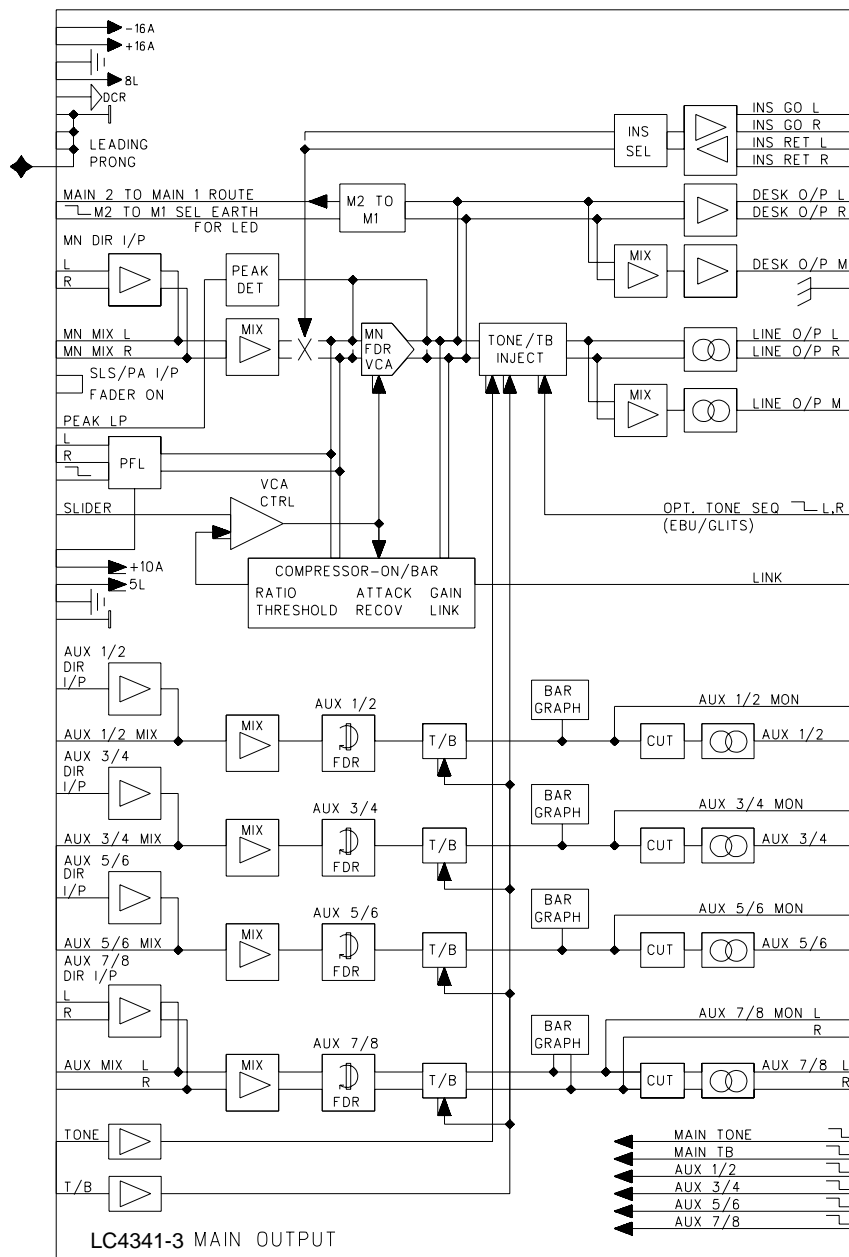 -16A
+16A
8L
DCR
LEADING
PRONG
INS GO L
INS GO R
INS RET L
INS RET R
INS
SEL
MAIN 2 TO MAIN 1 ROUTE
M2 TO M1 SEL EARTH
FOR LED
M2 TO
M1
DESK O/P L
DESK O/P R
MN DIR I/P
L
R
PEAK
DET
MIX
DESK O/P M
MN MIX L
MN MIX R
MIX
MN
FDR
VCA
TONE/TB
INJECT
LINE O/P L
LINE O/P R
SLS/PA I/P
FADER ON
MIX
LINE O/P M
PEAK LP
L
R
PFL
SLIDER
VCA
CTRL
OPT. TONE SEQ
L,R
(EBU/GLITS)
+10A
5L
COMPRESSOR-ON/BAR
RATIO ATTACK GAIN
THRESHOLD RECOV LINK
LINK
AUX 1/2
DIR
I/P
AUX 1/2 MIX
MIX
AUX 1/2
FDR
T/B
BAR
GRAPH
AUX 1/2 MON
CUT
AUX 1/2
AUX 3/4
DIR
I/P
AUX 3/4 MIX
MIX
AUX 3/4
FDR
T/B
BAR
GRAPH
AUX 3/4 MON
CUT
AUX 3/4
AUX 5/6
DIR
I/P
AUX 5/6 MIX
MIX
AUX 5/6
FDR
T/B
BAR
GRAPH
AUX 5/6 MON
CUT
AUX 5/6
AUX 7/8
DIR I/P
L
R
AUX MIX L
R
MIX
AUX 7/8
FDR
T/B
BAR
GRAPH
AUX 7/8 MON L
R
CUT
AUX 7/8 L
R
TONE
T/B
MAIN TONE
MAIN TB
AUX 1/2
AUX 3/4
AUX 5/6
AUX 7/8
LC4341-3 MAIN OUTPUT